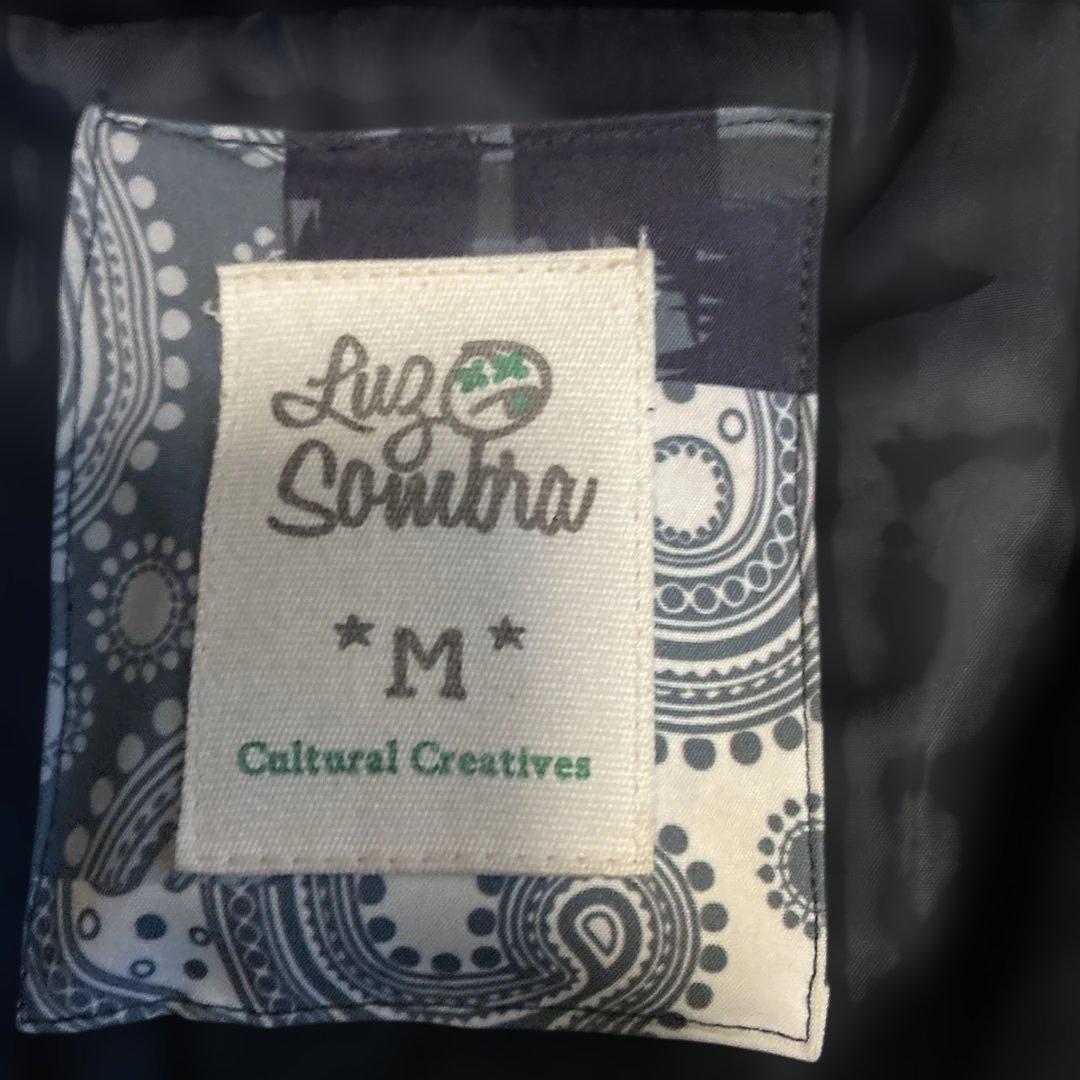 Luz
Sombra
*M*
Cultural Creatives